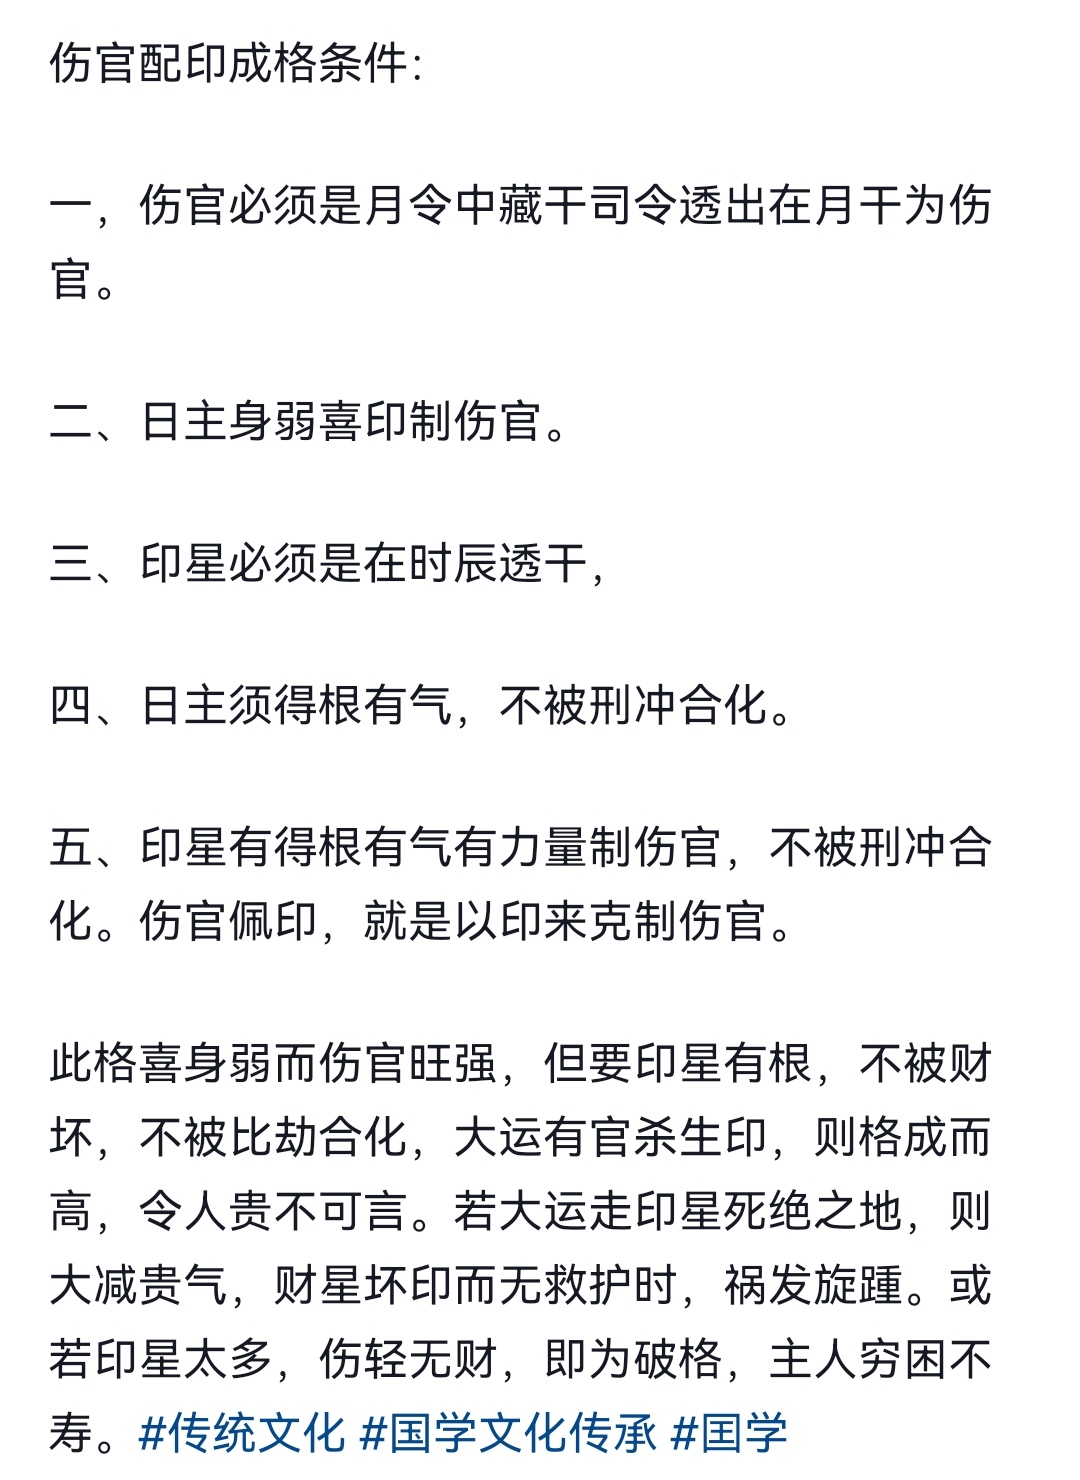 伤官配印成格条件：
一，伤官必须是月令中藏干司令透出在月干为伤
官。
二、日主身弱喜印制伤官。
三、印星必须是在时辰透干，
四、日主须得根有气，不被刑冲合化。
五、印星有得根有气有力量制伤官，不被刑冲合
化。伤官佩印，就是以印来克制伤官。
此格喜身弱而伤官旺强，但要印星有根，不被财
坏，不被比劫合化，大运有官杀生印，则格成而
高，令人贵不可言。若大运走印星死绝之地，则
大减贵气，财星坏印而无救护时，祸发旋踵。或
若印星太多，伤轻无财，即为破格，主人穷困不
寿。#传统文化 #国学文化传承 #国学